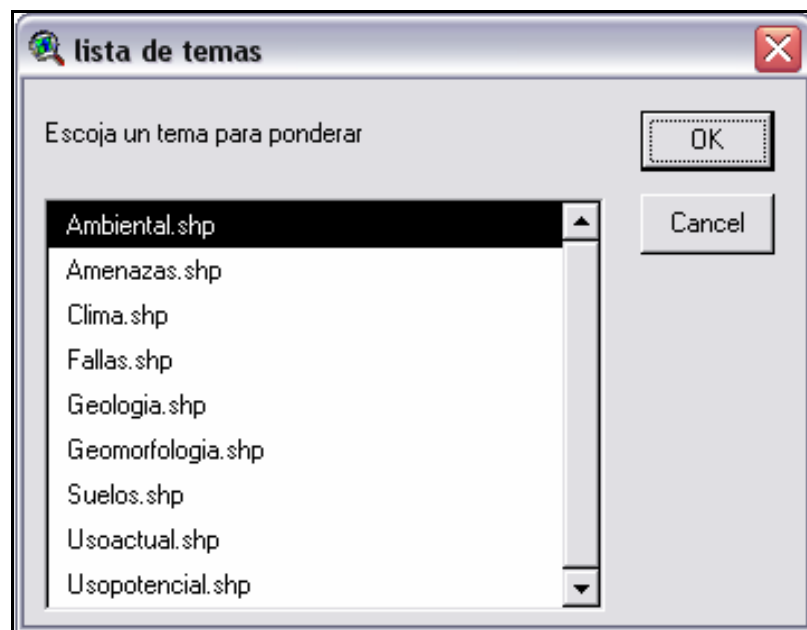 lista de temas
Escoja un tema para ponderar
OK
Cancel
Ambiental.shp
Amenazas.shp
Clima.shp
Fallas.shp
Geologia.shp
Geomorfologia.shp
Suelos.shp
Usoactual.shp
Usopotencial.shp